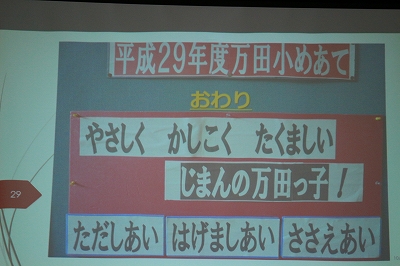 平成29年度万田小めあて
おわり
やさしく かしこく たくましい
じまんの万田っ子!
29
ただしあい はげましあい ささえあい